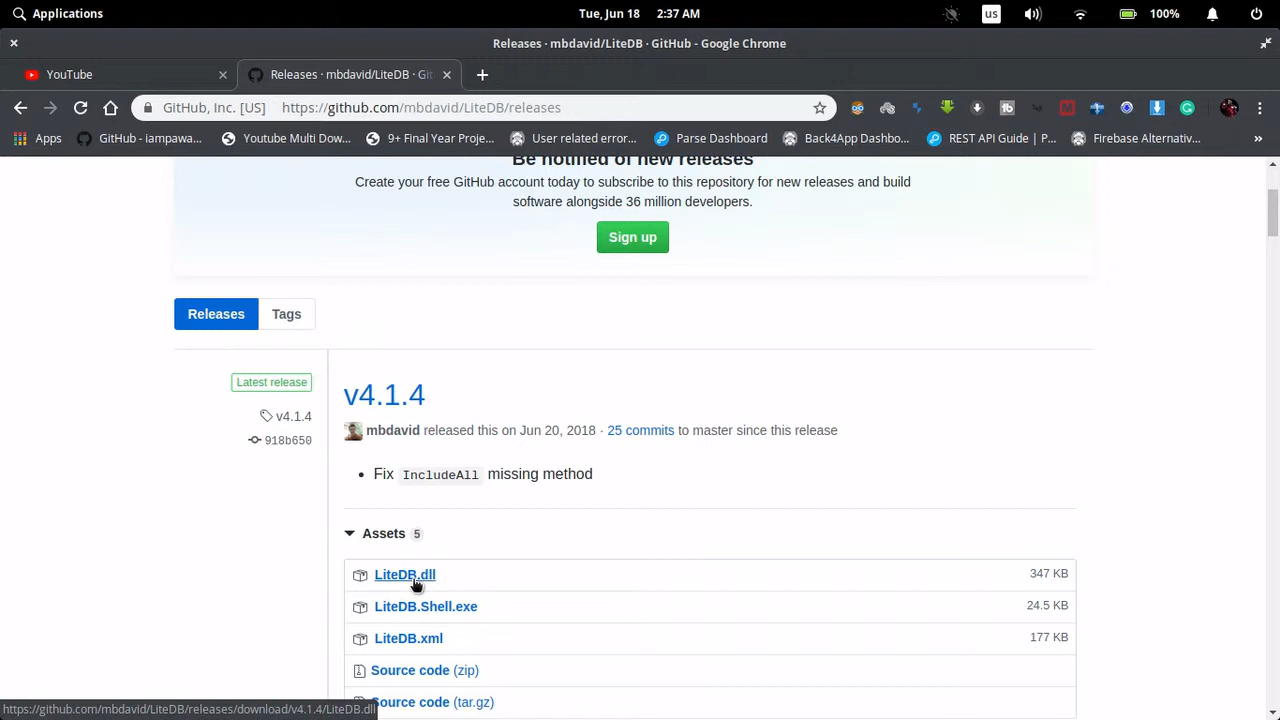 Applications
Tue, Jun 18 2:37 AM
us
100%
Releases · mbdavid/LiteDB · GitHub - Google Chrome
YouTube
Releases · mbdavid/LiteDB · Git
GitHub, Inc. [US]
https://github.com/mbdavid/LiteDB/releases
Apps
GitHub - iampawa...
Youtube Multi Dow...
9+ Final Year Proje...
User related error...
Parse Dashboard
Back4App Dashbo...
REST API Guide | P...
Firebase Alternativ...
»
Be notified of new releases
Create your free GitHub account today to subscribe to this repository for new releases and build
software alongside 36 million developers.
Sign up
Releases
Tags
Latest release
v4.1.4
918b650
v4.1.4
mbdavid released this on Jun 20, 2018 · 25 commits to master since this release
• Fix IncludeAll missing method
Assets 5
LiteDB.dll 347 KB
LiteDB.Shell.exe 24.5 KB
LiteDB.xml 177 KB
Source code (zip)
Source code (tar.gz)
https://github.com/mbdavid/LiteDB/releases/download/v4.1.4/LiteDB.dll